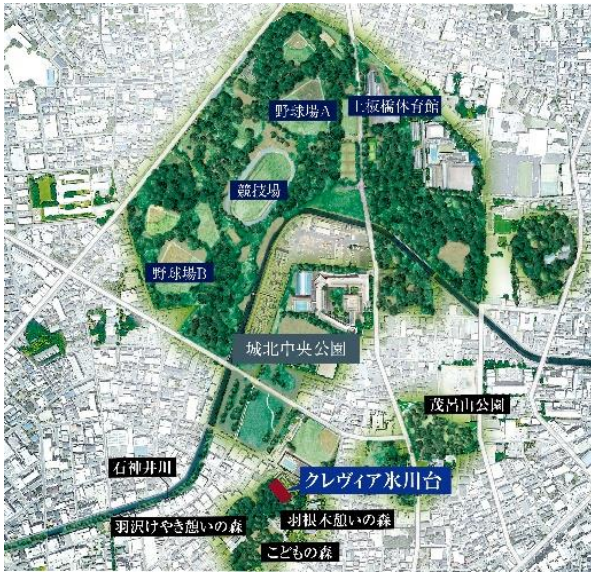 野球場A
上板橋体育館
競技場
野球場B
城北中央公園
茂呂山公園
石神井川
クレヴィア氷川台
羽沢けやき憩いの森
羽根木憩いの森
こどもの森